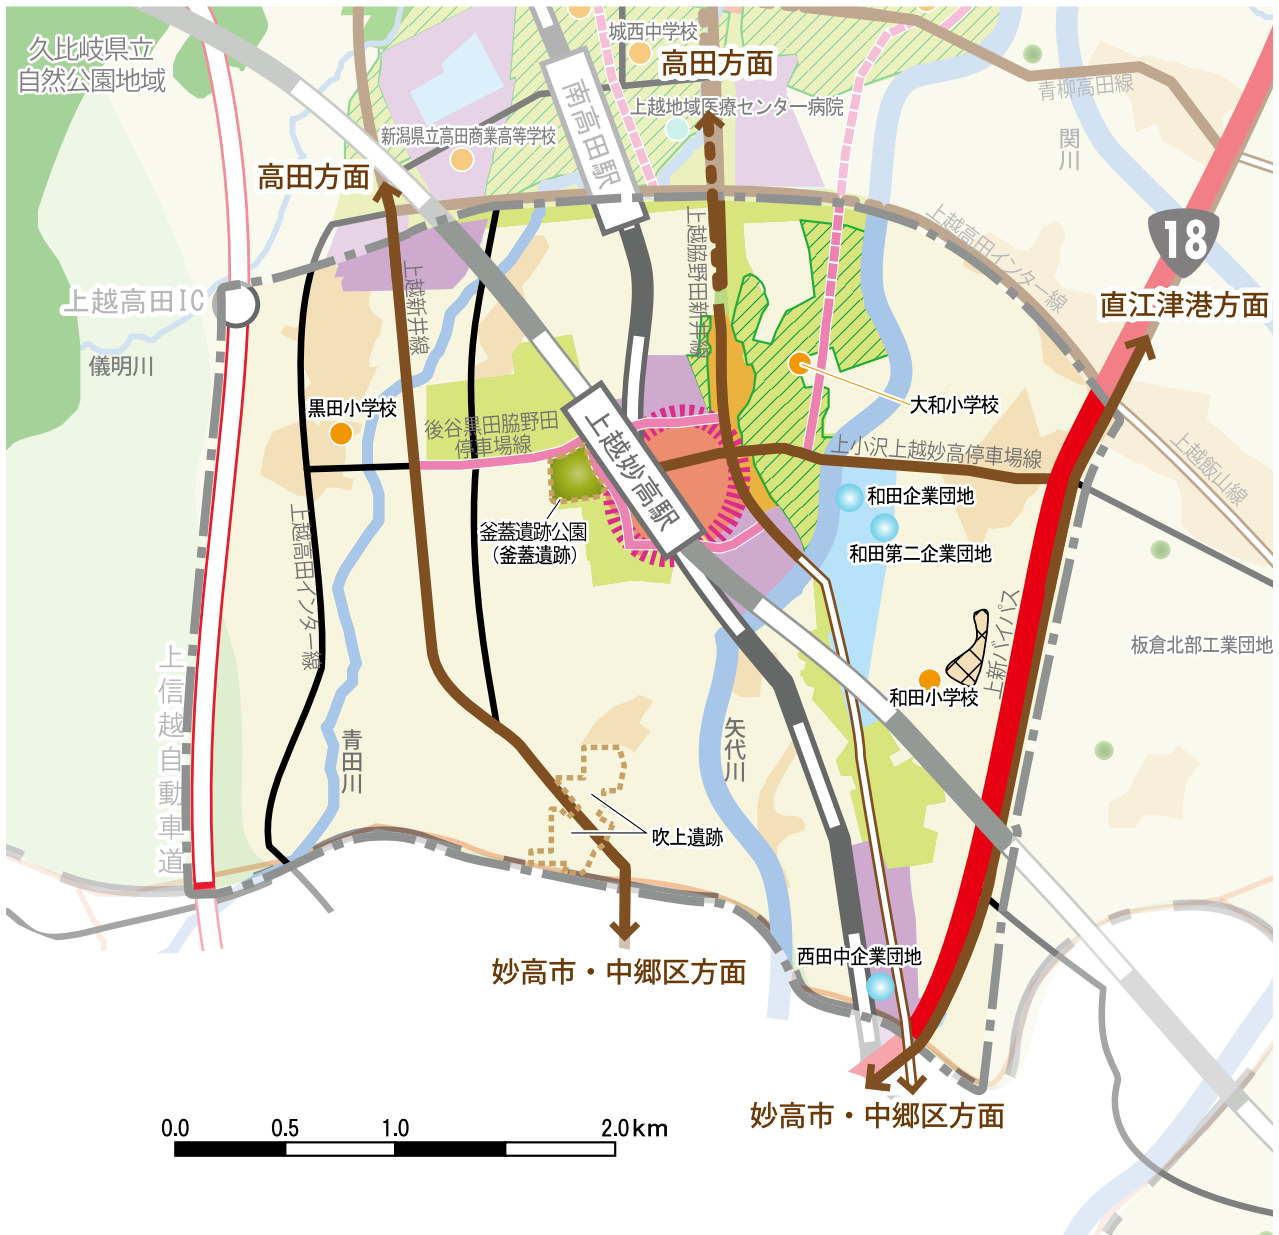 城西中学校
久比岐県立
自然公園地域
高田方面
上越地域医療センター病院
青柳高田線
新潟県立高田商業高等学校
南高田駅
関川
高田方面
上越脇野田新井線
上越高田インター線
18
上越新井線
上越高田IC
直江津港方面
儀明川
黒田小学校
大和小学校
後谷黒田脇野田
停車場線
上越妙高駅
上小沢上越妙高停車場線
上越飯山線
和田企業団地
釜蓋遺跡公園
（釜蓋遺跡）
和田第二企業団地
上越高田インター線
上新バイパス
板倉北部工業団地
上信越自動車道
和田小学校
青田川
矢代川
吹上遺跡
西田中企業団地
妙高市・中郷区方面
妙高市・中郷区方面
0.0 0.5 1.0 2.0km